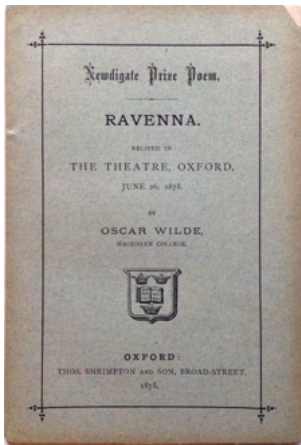 Newdigate Prize Poem.
RAVENNA.
RECITED IN
THE THEATRE, OXFORD,
JUNE 26, 1878.
BY
OSCAR WILDE,
MAGDALEN COLLEGE.
OXFORD:
THOS. SHRIMPTON AND SON, BROAD-STREET.
1878.